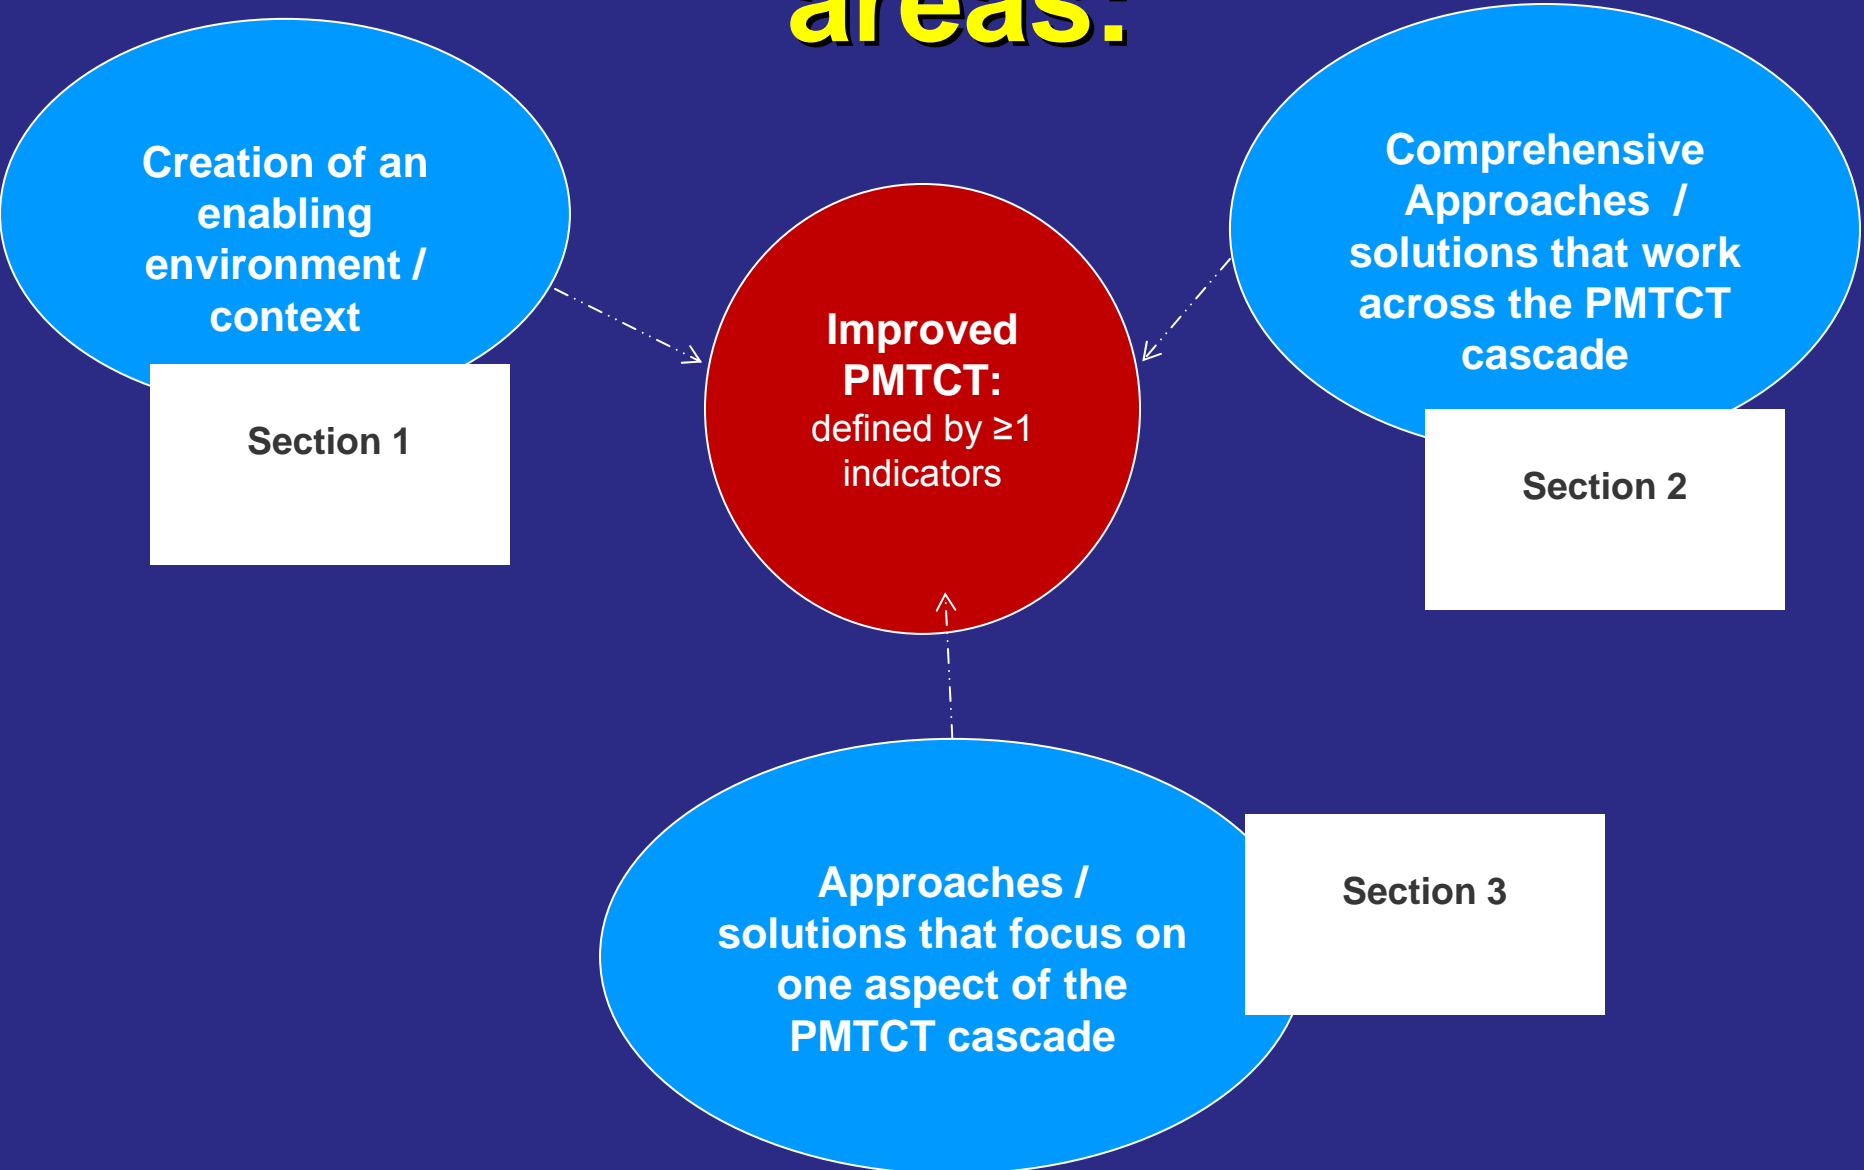 areas:
Creation of an
enabling
environment /
context
Section 1
Improved
PMTCT:
defined by ≥1
indicators
Comprehensive
Approaches /
solutions that work
across the PMTCT
cascade
Section 2
Approaches /
solutions that focus on
one aspect of the
PMTCT cascade
Section 3